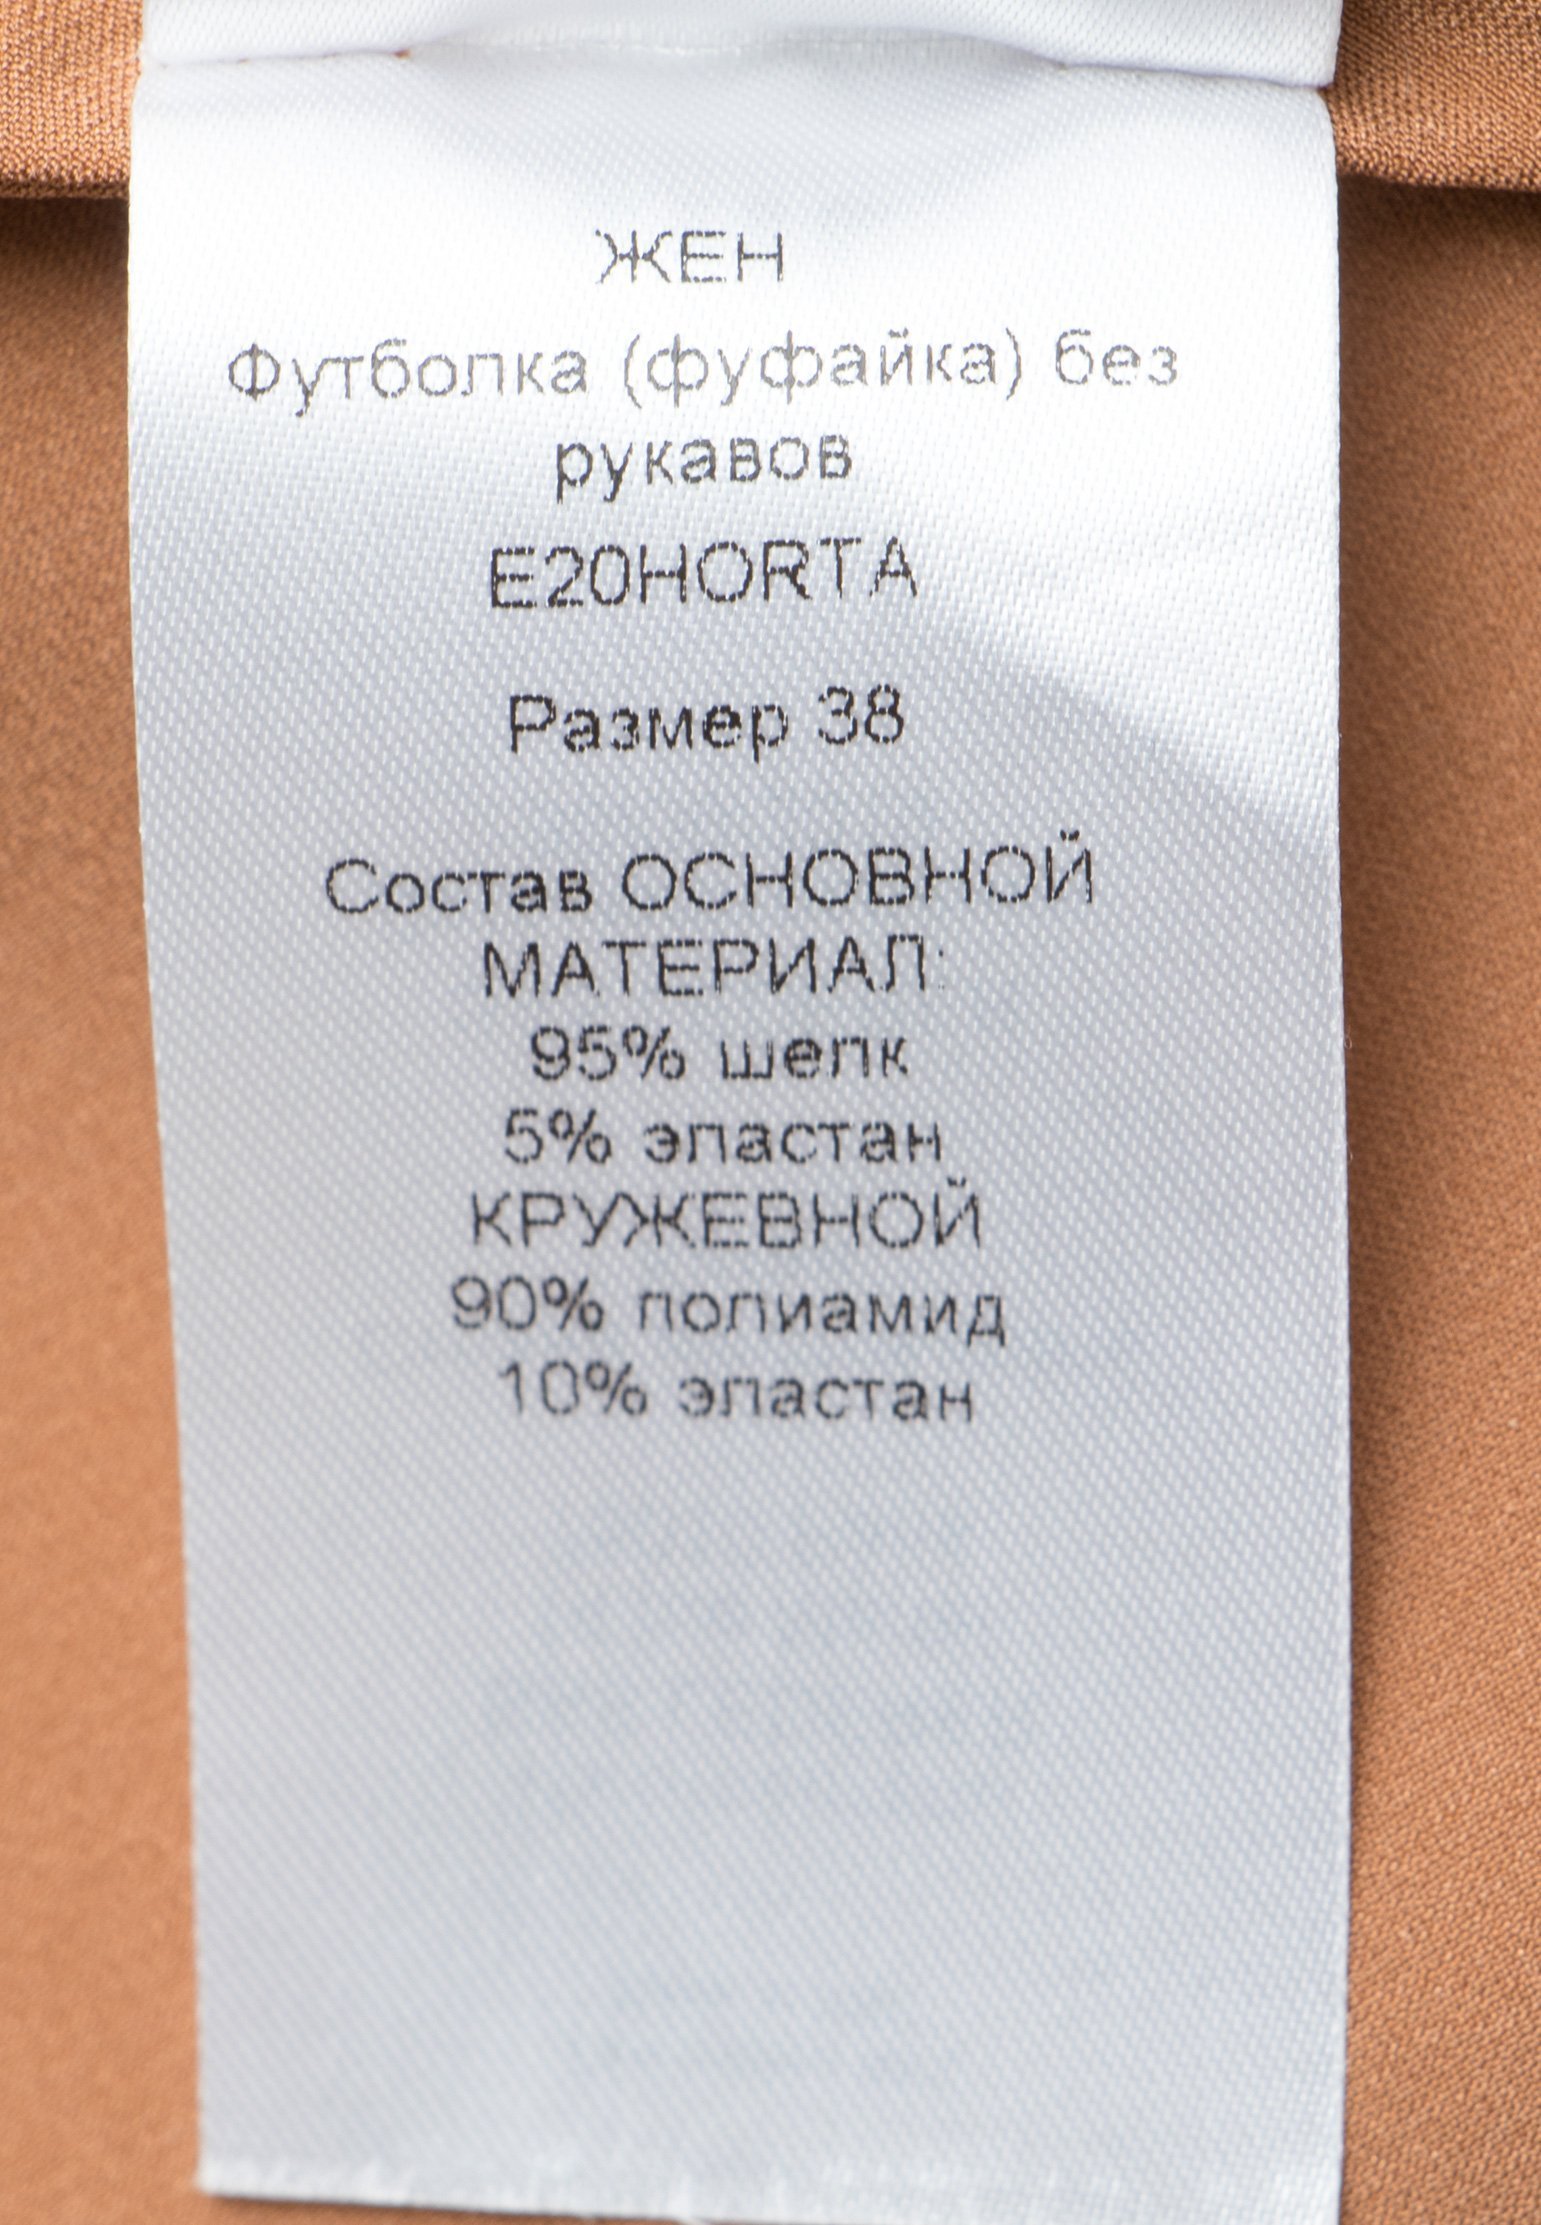 ЖЕН
Футболка (фуфайка) без
рукавов
E20HORTA
Размер 38
Состав ОСНОВНОЙ
МАТЕРИАЛ:
95% шелк
5% эластан
КРУЖЕВНОЙ
90% полиамид
10% эластан